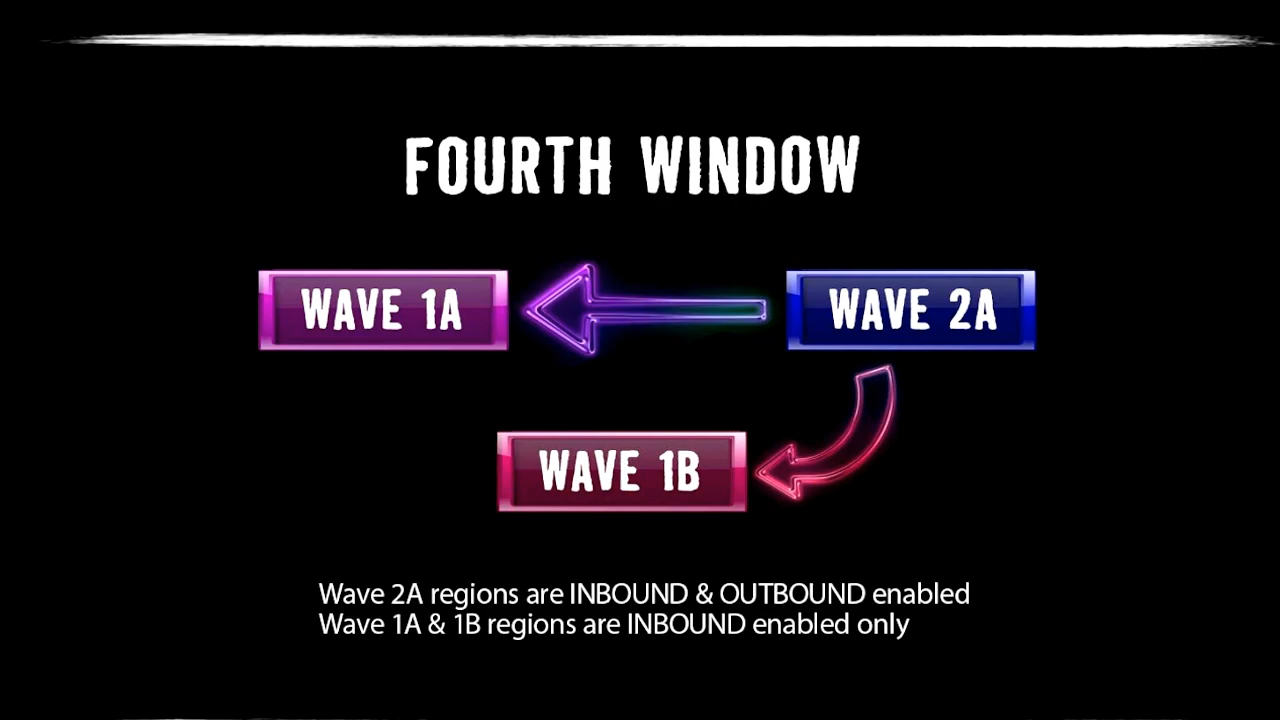 FOURTH WINDOW
WAVE 1A
WAVE 2A
WAVE 1B
Wave 2A regions are INBOUND & OUTBOUND enabled
Wave 1A & 1B regions are INBOUND enabled only